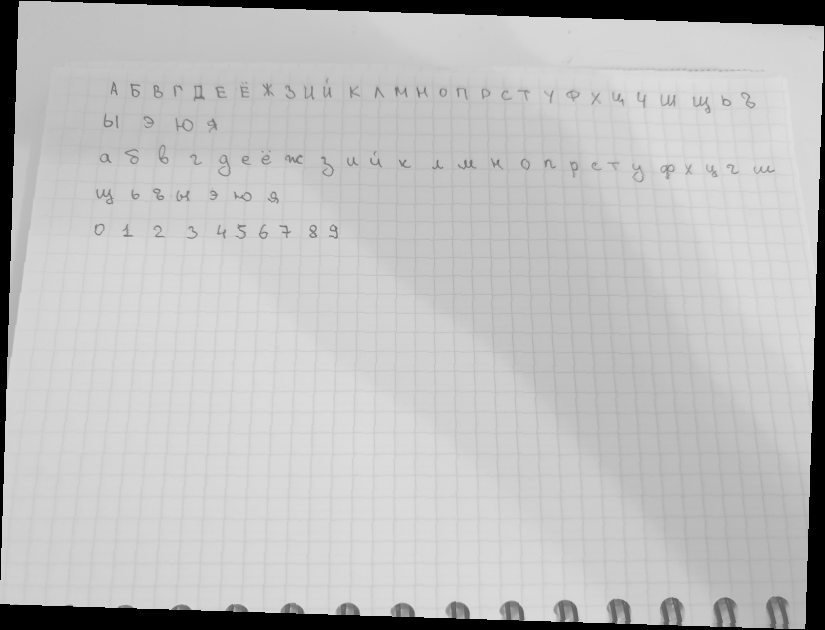 А Б В Г Д Е Ё Ж З И Й К Л М Н О П Р С Т У Ф Х Ц Ч Ш Щ Ь Ъ
Ы Э Ю Я
а б в г д е ё ж з и й к л м н о п р с т у ф х ц ч ш
щ ь ъ ы э ю я
0 1 2 3 4 5 6 7 8 9